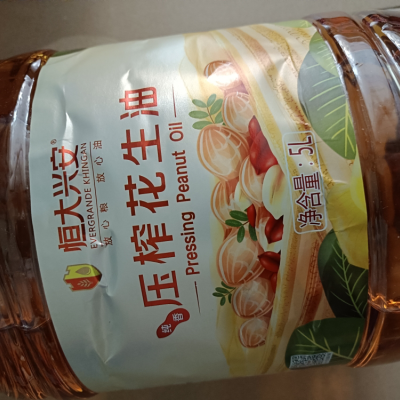 恒大兴安®
EVERGRANDE KHINGAN
放心粮 放心油
纯香
压榨花生油
Pressing Peanut Oil
净含量:5L